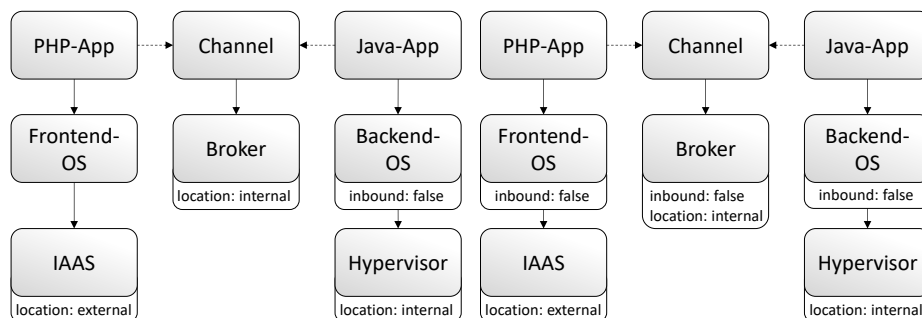 PHP-App
Channel
Java-App
PHP-App
Channel
Java-App
Frontend-
OS
Broker
location: internal
Backend-
OS
inbound: false
Frontend-
OS
inbound: false
Broker
inbound: false
location: internal
Backend-
OS
inbound: false
IAAS
location: external
Hypervisor
location: internal
IAAS
location: external
Hypervisor
location: internal